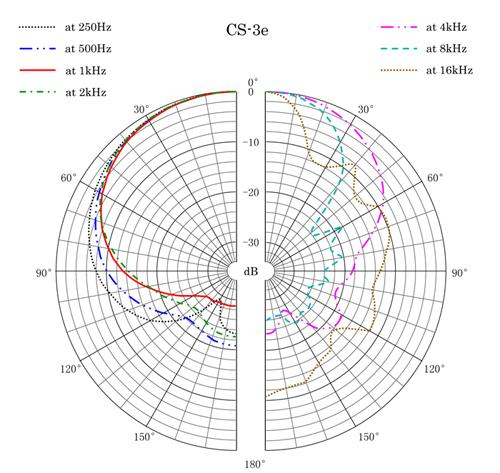 CS-3e
at 250Hz
at 500Hz
at 1kHz
at 2kHz
at 4kHz
at 8kHz
at 16kHz
0°
0
30°
30°
-10
60°
60°
-20
-30
90°
dB
90°
120°
120°
150°
150°
180°